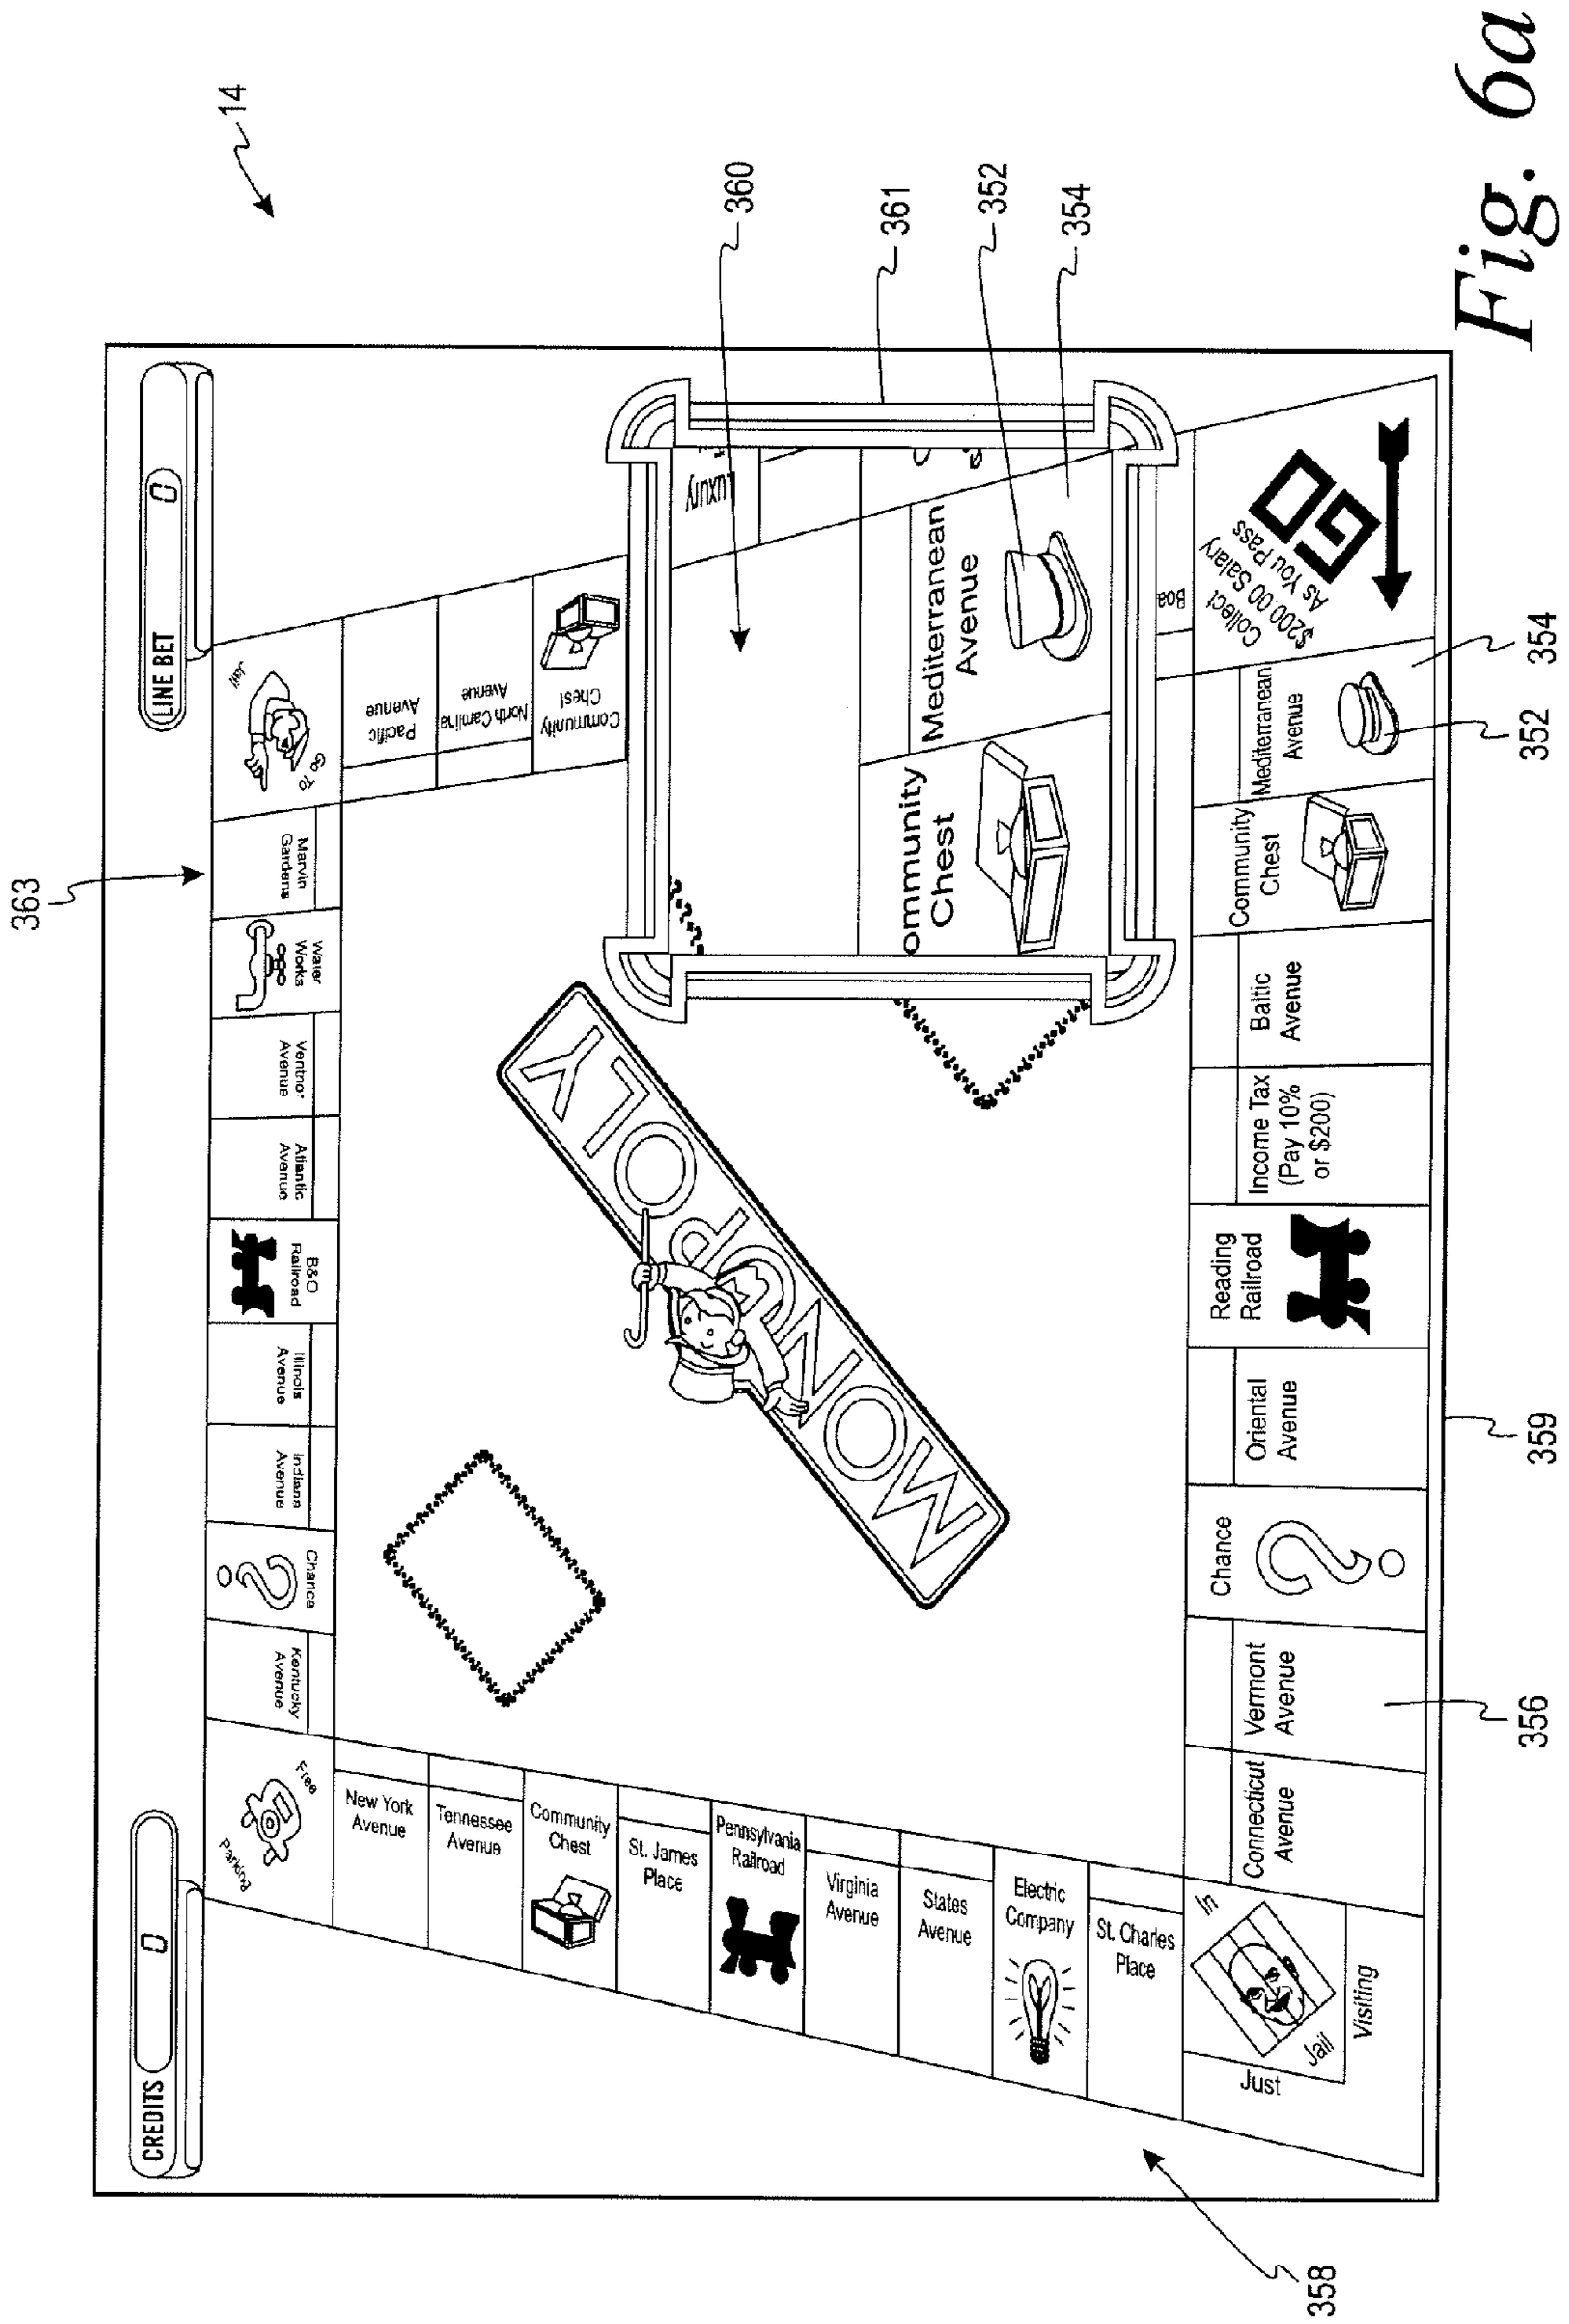 14
CREDITS 0
LINE BET 0
363
Free
Parking
Kentucky
Avenue
Chance
Indiana
Avenue
Illinois
Avenue
B&O
Railroad
Atlantic
Avenue
Avenue
Water
Works
Marvin
Gardens
Go To
Jail
New York
Avenue
Tennessee
Avenue
Community
Chest
St. James
Place
Pennsylvania
Railroad
Virginia
Avenue
States
Avenue
Electric
Company
St. Charles
Place
Pacific
Avenue
North Carolina
Avenue
Community
Chest
MONOPOLY
360
361
352
354
Luxury
ommunity
Chest
Mediterranean
Avenue
Boa
In
Jail
Just
Visiting
Connecticut
Avenue
Vermont
Avenue
Chance
Oriental
Avenue
Reading
Railroad
Income Tax
(Pay 10%
or $200)
Baltic
Avenue
Community
Chest
Mediterranean
Avenue
Collect
$200.00 Salary
As You Pass
GO
358
356
359
352
354
Fig. 6a